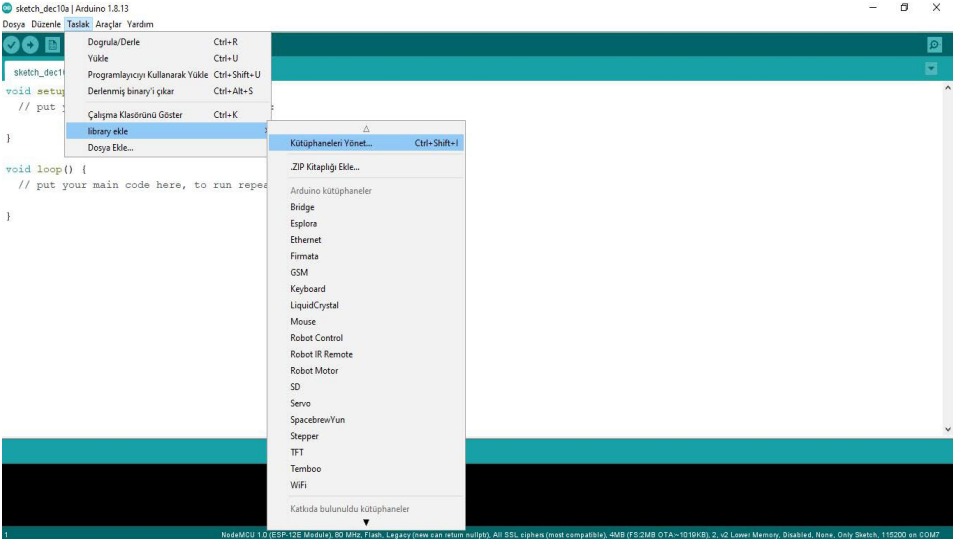 sketch_dec10a | Arduino 1.8.13
Dosya Düzenle Taslak Araçlar Yardım
Dogrula/Derle Ctrl+R
Yükle Ctrl+U
Programlayıcıyı Kullanarak Yükle Ctrl+Shift+U
Derlenmiş binary'i çıkar Ctrl+Alt+S
Çalışma Klasörünü Göster Ctrl+K
library ekle
Dosya Ekle...
Kütüphaneleri Yönet... Ctrl+Shift+I
.ZIP Kitaplığı Ekle...
Arduino kütüphaneler
Bridge
Esplora
Ethernet
Firmata
GSM
Keyboard
LiquidCrystal
Mouse
Robot Control
Robot IR Remote
Robot Motor
SD
Servo
SpacebrewYun
Stepper
TFT
Temboo
WiFi
Katkıda bulunuldu kütüphaneler
sketch_dec1
void setu
// put
}
void loop() {
// put your main code here, to run repea
}
1 NodeMCU 1.0 (ESP-12E Module), 80 MHz, Flash, Legacy (new can return nullptr), All SSL ciphers (most compatible), 4MB (FS:2MB OTA:~1019KB), 2, v2 Lower Memory, Disabled, None, Only Sketch, 115200 on COM7